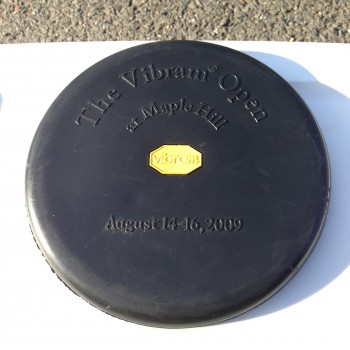 The Vibram® Open
at Maple Hill
vibram
August 14-16, 2009